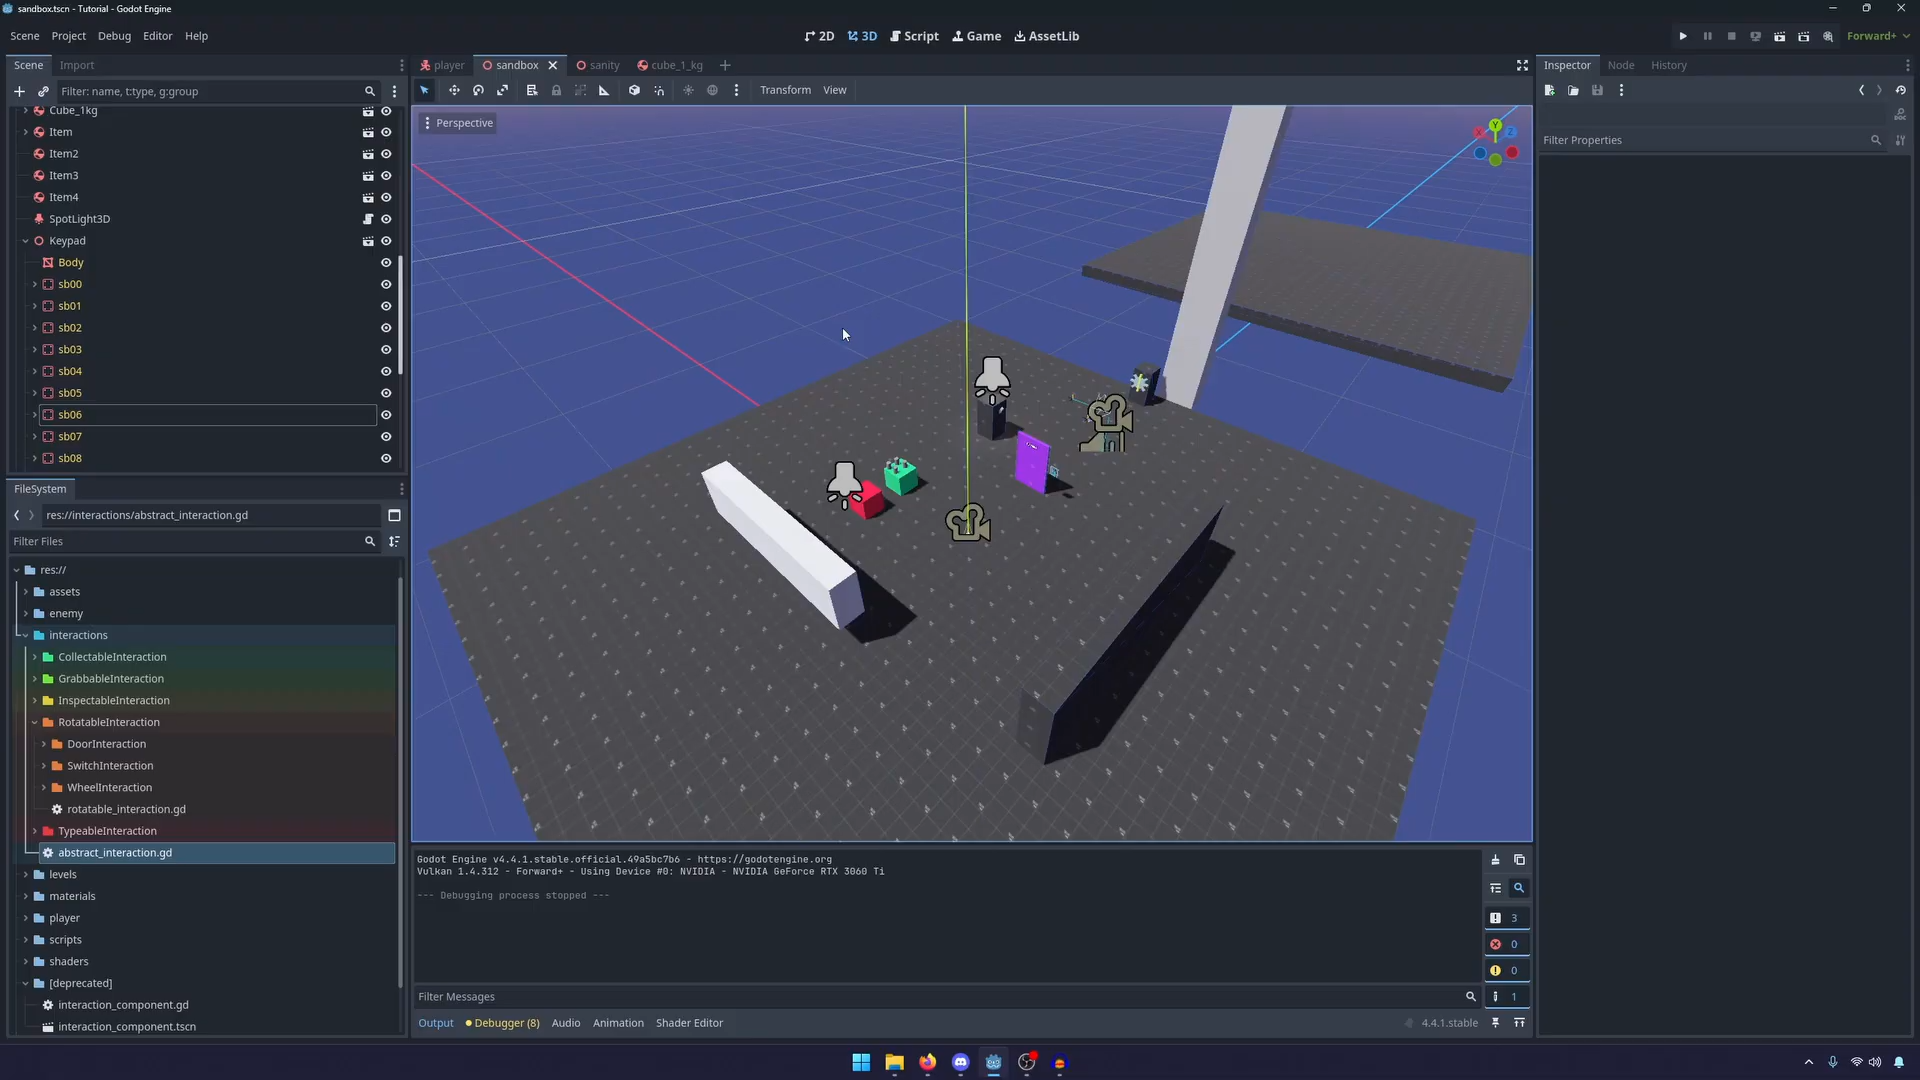 sandbox.tscn - Tutorial - Godot Engine
Scene Project Debug Editor Help
2D 3D Script Game AssetLib
Forward+
Scene Import
player sandbox sanity cube_1_kg
Inspector Node History
Filter: name, t:type, g:group
Transform View
Perspective
Y
X
Z
DOC
Filter Properties
Cube_1kg
Item
Item2
Item3
Item4
SpotLight3D
Keypad
Body
sb00
sb01
sb02
sb03
sb04
sb05
sb06
sb07
sb08
FileSystem
res://interactions/abstract_interaction.gd
Filter Files
res://
assets
enemy
interactions
CollectableInteraction
GrabbableInteraction
InspectableInteraction
RotatableInteraction
DoorInteraction
SwitchInteraction
WheelInteraction
rotatable_interaction.gd
TypeableInteraction
abstract_interaction.gd
levels
materials
player
scripts
shaders
[deprecated]
interaction_component.gd
interaction_component.tscn
Godot Engine v4.4.1.stable.official.49a5bc7b6 - https://godotengine.org
Vulkan 1.4.312 - Forward+ - Using Device #0: NVIDIA - NVIDIA GeForce RTX 3060 Ti
--- Debugging process stopped ---
3
0
0
1
Filter Messages
Output Debugger (8) Audio Animation Shader Editor
4.4.1.stable